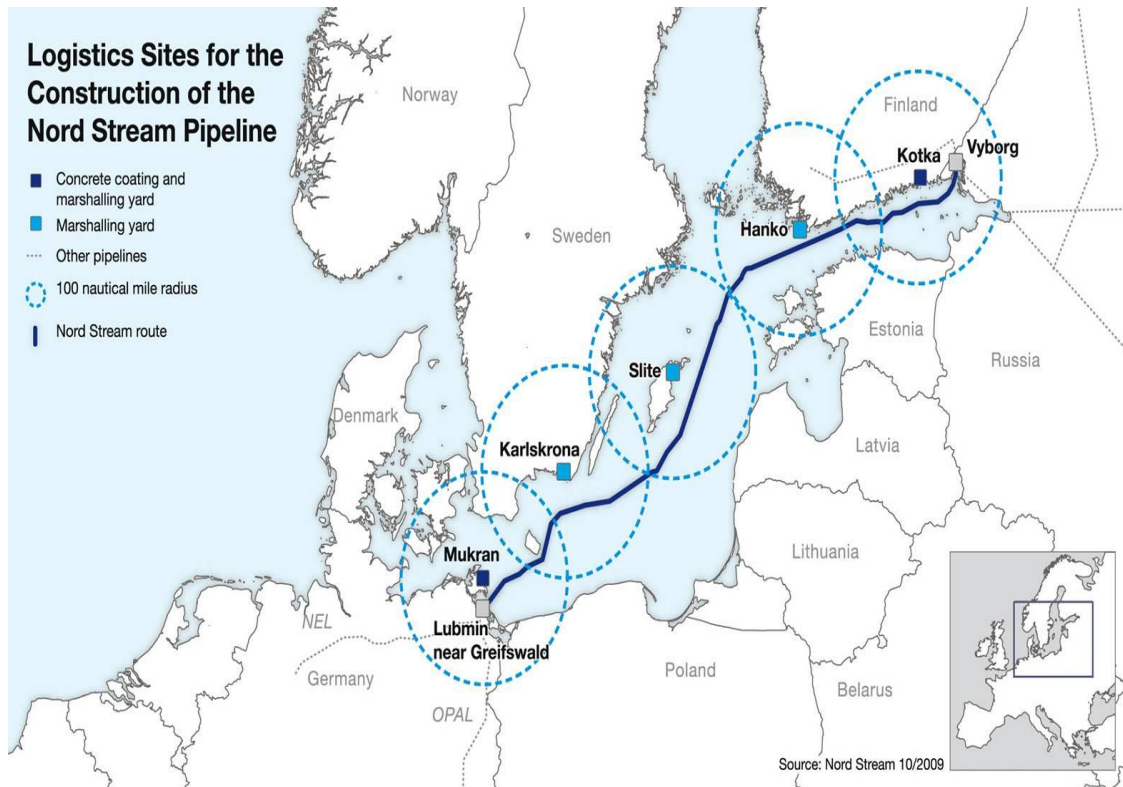 Logistics Sites for the
Construction of the
Nord Stream Pipeline
Concrete coating and
marshalling yard
Marshalling yard
Other pipelines
100 nautical mile radius
Nord Stream route
Norway
Finland
Kotka
Vyborg
Hanko
Sweden
Estonia
Russia
Slite
Denmark
Latvia
Karlskrona
Lithuania
Mukran
NEL
Lubmin
near Greifswald
Germany
Poland
Belarus
OPAL
Source: Nord Stream 10/2009